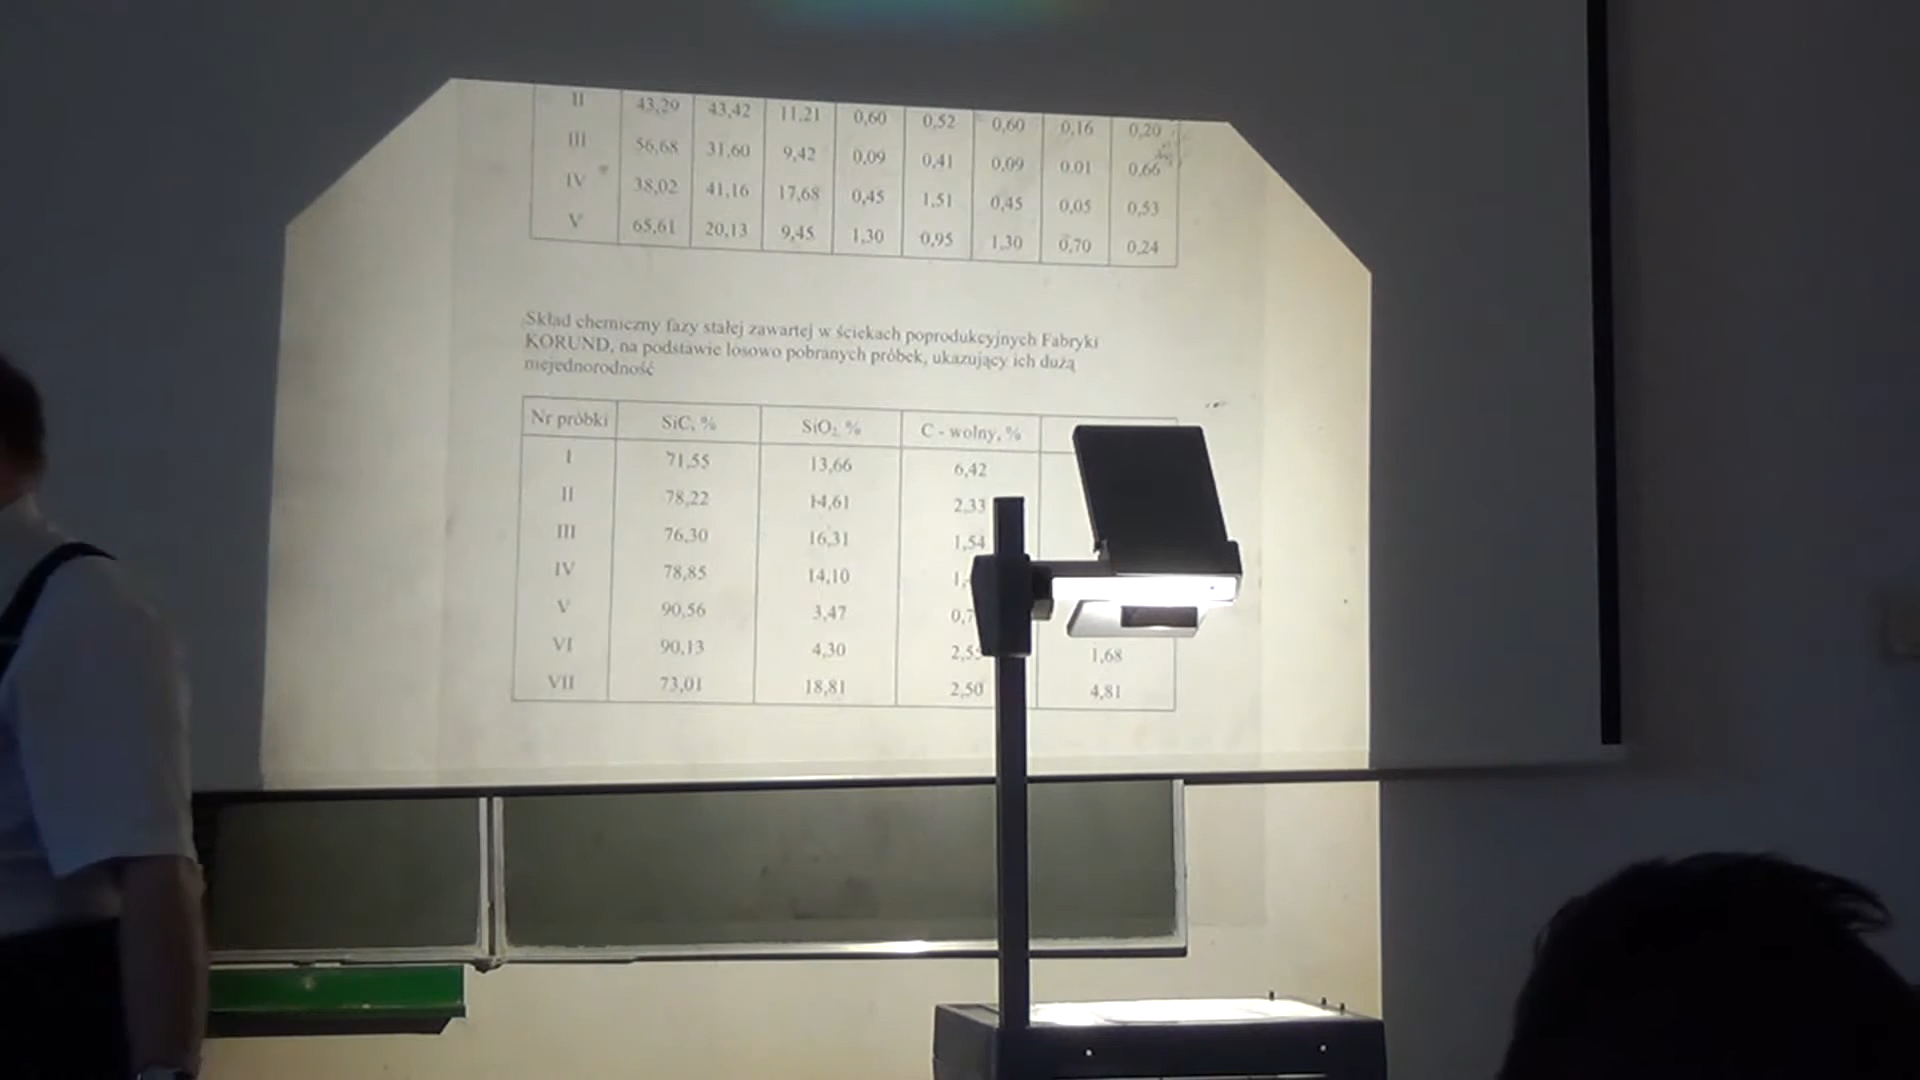 II 43,29 43,42 11,21 0,60 0,52 0,60 0,16 0,20
III 56,68 31,60 9,42 0,09 0,41 0,09 0,01 0,66
IV 38,02 41,16 17,68 0,45 1,51 0,45 0,05 0,53
V 65,61 20,13 9,45 1,30 0,95 1,30 0,70 0,24
Skład chemiczny fazy stałej zawartej w ściekach poprodukcyjnych Fabryki
KORUND, na podstawie losowo pobranych próbek, ukazujący ich dużą
niejednorodność
Nr próbki SiC, % SiO₂ % C - wolny, %
I 71,55 13,66 6,42
II 78,22 14,61 2,33
III 76,30 16,31 1,54
IV 78,85 14,10
V 90,56 3,47
VI 90,13 4,30 1,68
VII 73,01 18,81 2,50 4,81